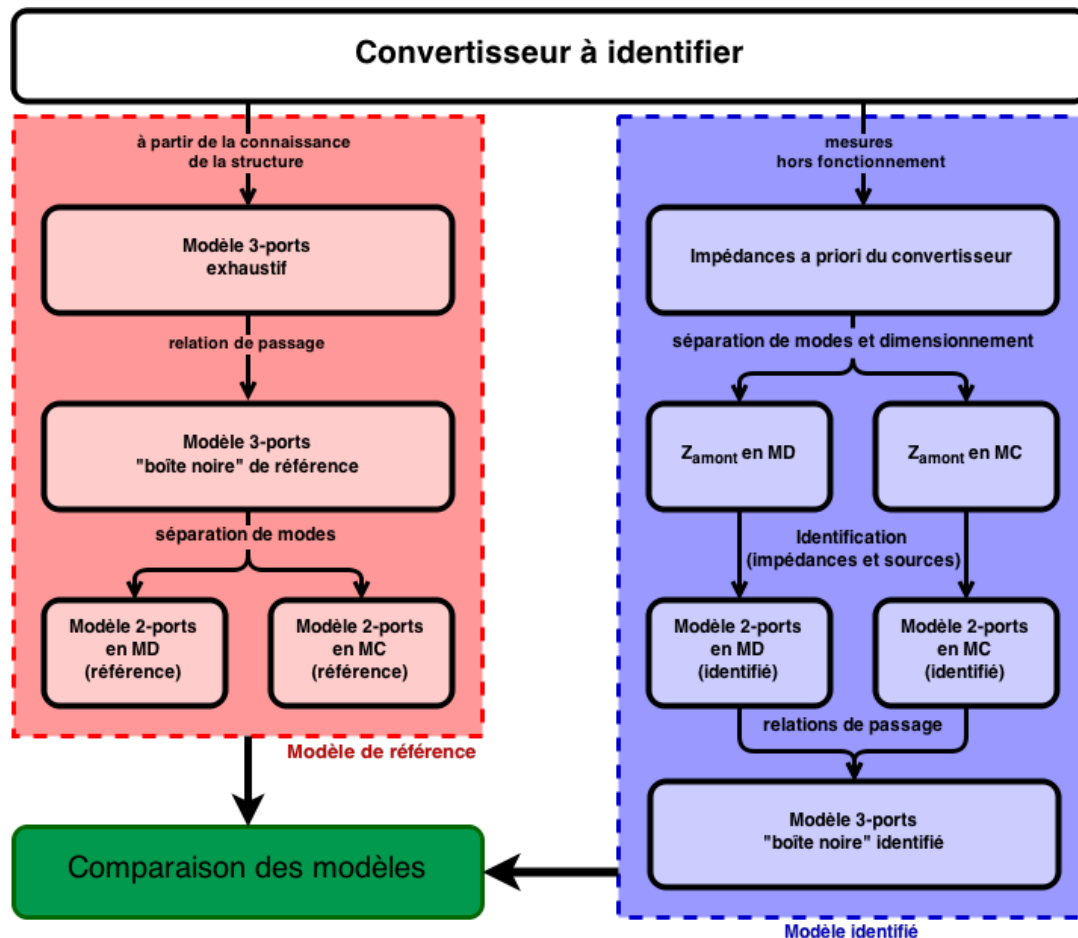 Convertisseur à identifier
à partir de la connaissance
de la structure
Modèle 3-ports
exhaustif
relation de passage
Modèle 3-ports
"boîte noire" de référence
séparation de modes
Modèle 2-ports
en MD
(référence)
Modèle 2-ports
en MC
(référence)
Modèle de référence
mesures
hors fonctionnement
Impédances a priori du convertisseur
séparation de modes et dimensionnement
Zamont en MD
Zamont en MC
Identification
(impédances et sources)
Modèle 2-ports
en MD
(identifié)
Modèle 2-ports
en MC
(identifié)
relations de passage
Modèle 3-ports
"boîte noire" identifié
Modèle identifié
Comparaison des modèles